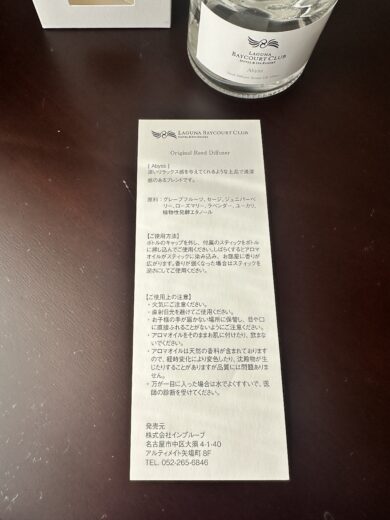 LAGUNA
BAYCOURT CLUB
HOTEL & SPA RESORT
Abyss
LAGUNA BAYCOURT CLUB
HOTEL & SPA RESORT
Original Reed Diffuser
[ Abyss ]
深いリラックス感を与えてくれるような上品で清潔
感のあるブレンドです。
原料：グレープフルーツ、セージ、ジュニパーベ
リー、ローズマリー、ラベンダー、ユーカリ、
植物性発酵エタノール
【ご使用方法】
ボトルのキャップを外し、付属のスティックをボトル
に挿し込んでご使用ください。しばらくするとアロマ
オイルがスティックに染み込み、お部屋に香りが
広がります。香りが弱くなった場合はスティックを
逆さにしてご使用ください。
【ご使用上の注意】
・火気にご注意ください。
・直射日光を避けてご使用ください。
・お子様の手が届かない場所に保管し、目や口
に直接ふれることがないようにご注意ください。
・アロマオイルをそのままお肌に付けたり、飲まな
いでください。
・アロマオイルは天然の香料が含まれております
ので、経時変化により変色したり、沈殿物が生
じたりすることがありますが品質には問題ありま
せん。
・万が一目に入った場合は水でよくすすいで、医
師の診断を受けてください。
発売元
株式会社インプルーブ
名古屋市中区大須 4-1-40
アルティメイト矢場町 8F
TEL. 052-265-6846